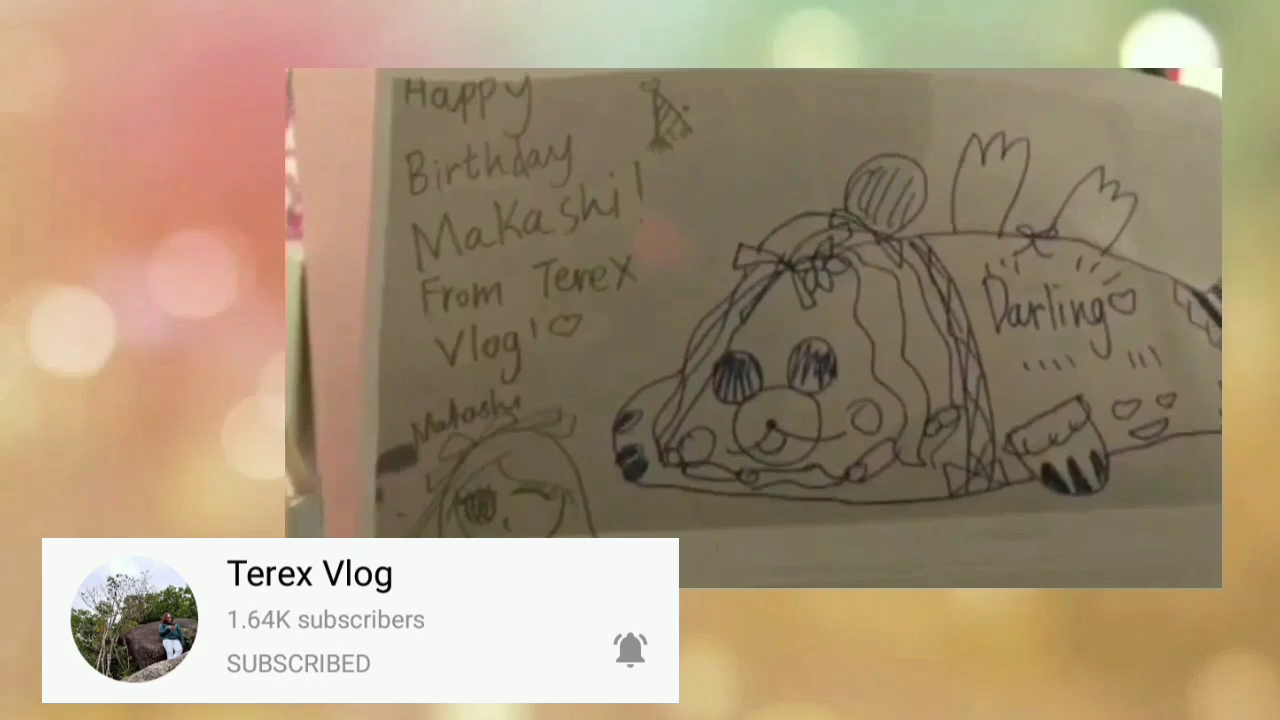 Happy
Birthday
Makashi!
From Terex
Vlog! ♡
Makashi
Darling♡
Terex Vlog
1.64K subscribers
SUBSCRIBED